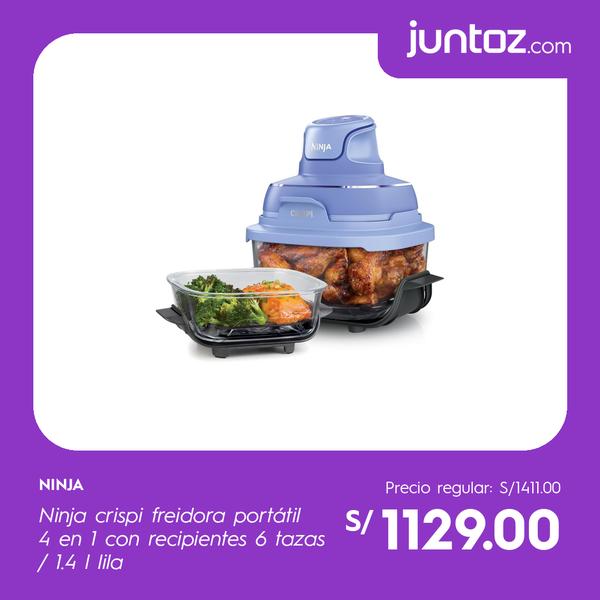 juntoz.com
NINJA
CRISPI
NINJA
Ninja crispi freidora portátil
4 en 1 con recipientes 6 tazas
/ 1.4 l lila
Precio regular: S/1411.00
S/ 1129.00